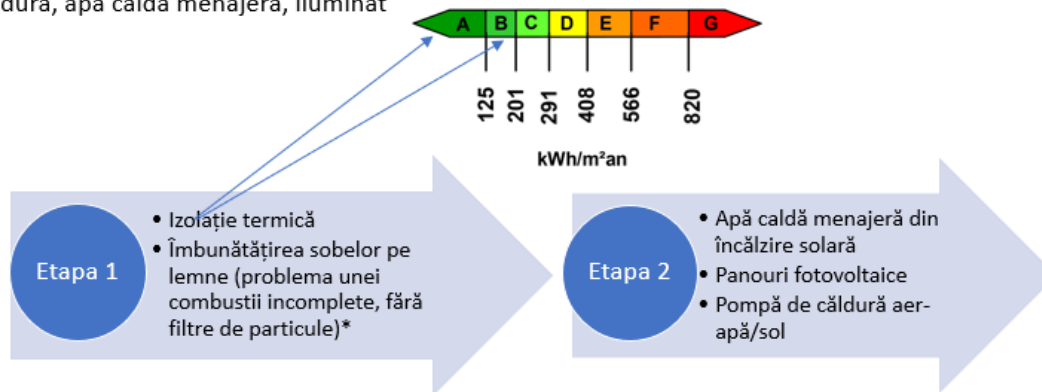 apă caldă menajeră, iluminat
A B C D E F G
125 201 291 408 566 820
kWh/m²an
Etapa 1
• Izolație termică
• Îmbunătățirea sobelor pe
lemne (problema unei
combustii incomplete, fără
filtre de particule)*
Etapa 2
• Apă caldă menajeră din
încălzire solară
• Panouri fotovoltaice
• Pompă de căldură aer-
apă/sol